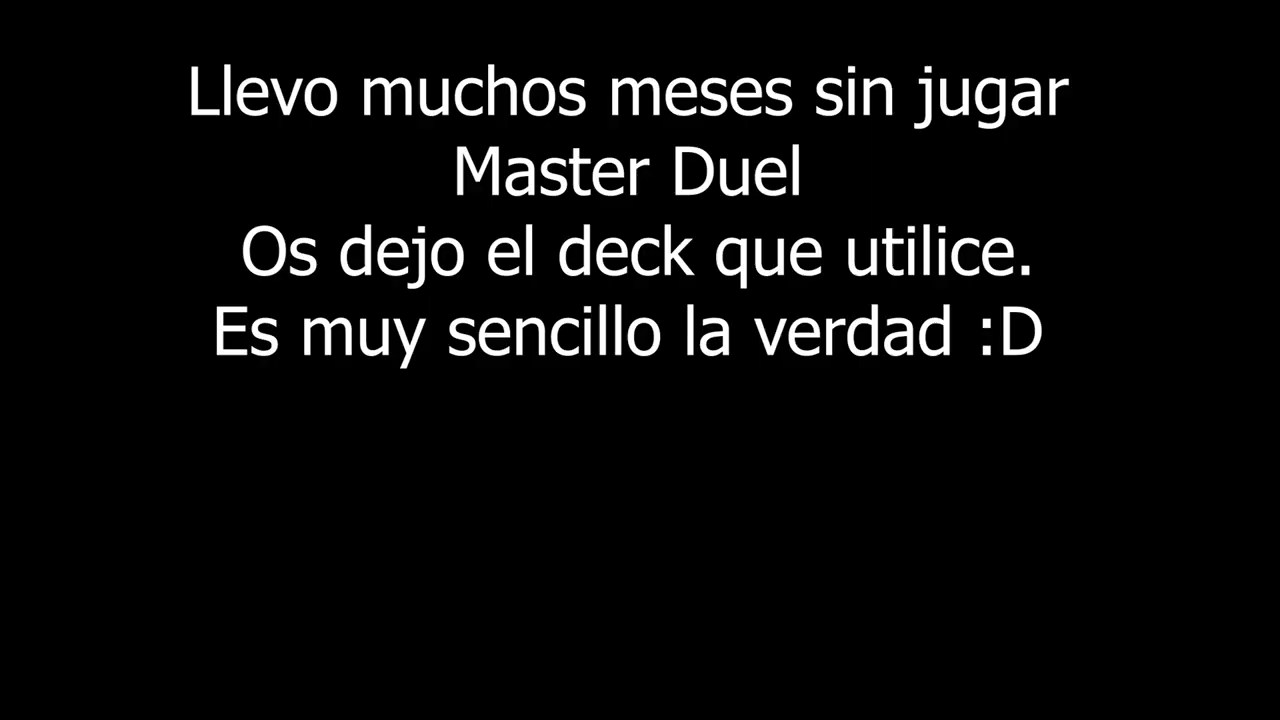 Llevo muchos meses sin jugar
Master Duel
Os dejo el deck que utilice.
Es muy sencillo la verdad :D